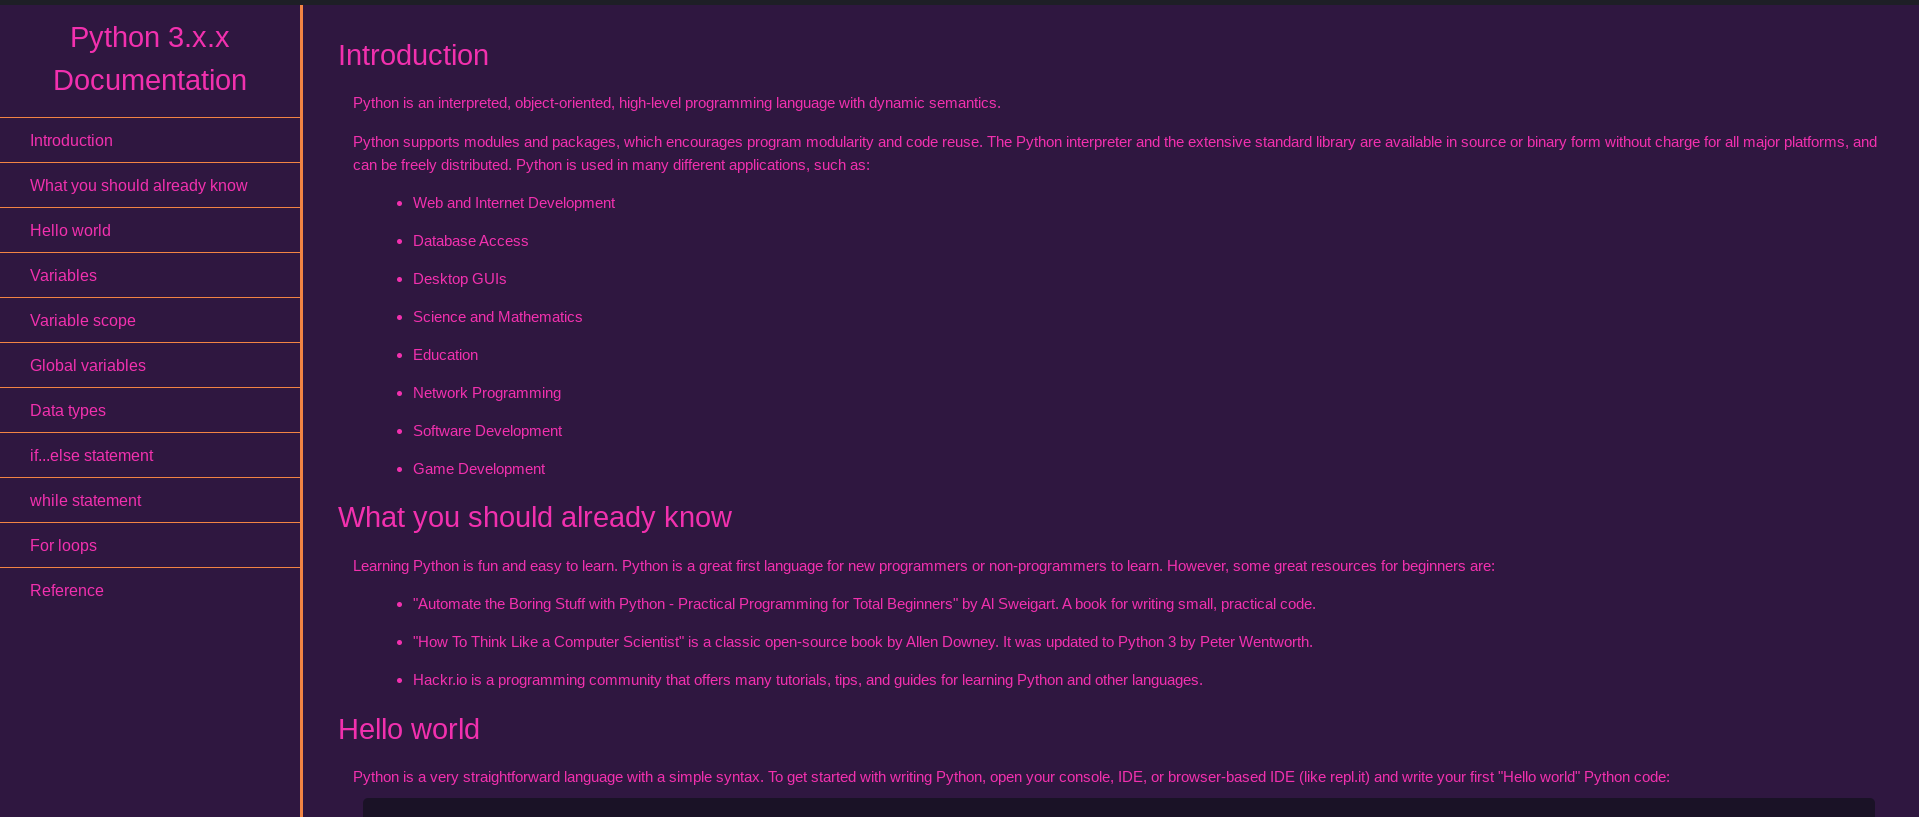 Python 3.x.x
Documentation
Introduction
What you should already know
Hello world
Variables
Variable scope
Global variables
Data types
if...else statement
while statement
For loops
Reference
Introduction
Python is an interpreted, object-oriented, high-level programming language with dynamic semantics.
Python supports modules and packages, which encourages program modularity and code reuse. The Python interpreter and the extensive standard library are available in source or binary form without charge for all major platforms, and
can be freely distributed. Python is used in many different applications, such as:
• Web and Internet Development
• Database Access
• Desktop GUIs
• Science and Mathematics
• Education
• Network Programming
• Software Development
• Game Development
What you should already know
Learning Python is fun and easy to learn. Python is a great first language for new programmers or non-programmers to learn. However, some great resources for beginners are:
• "Automate the Boring Stuff with Python - Practical Programming for Total Beginners" by Al Sweigart. A book for writing small, practical code.
• "How To Think Like a Computer Scientist" is a classic open-source book by Allen Downey. It was updated to Python 3 by Peter Wentworth.
• Hackr.io is a programming community that offers many tutorials, tips, and guides for learning Python and other languages.
Hello world
Python is a very straightforward language with a simple syntax. To get started with writing Python, open your console, IDE, or browser-based IDE (like repl.it) and write your first "Hello world" Python code: